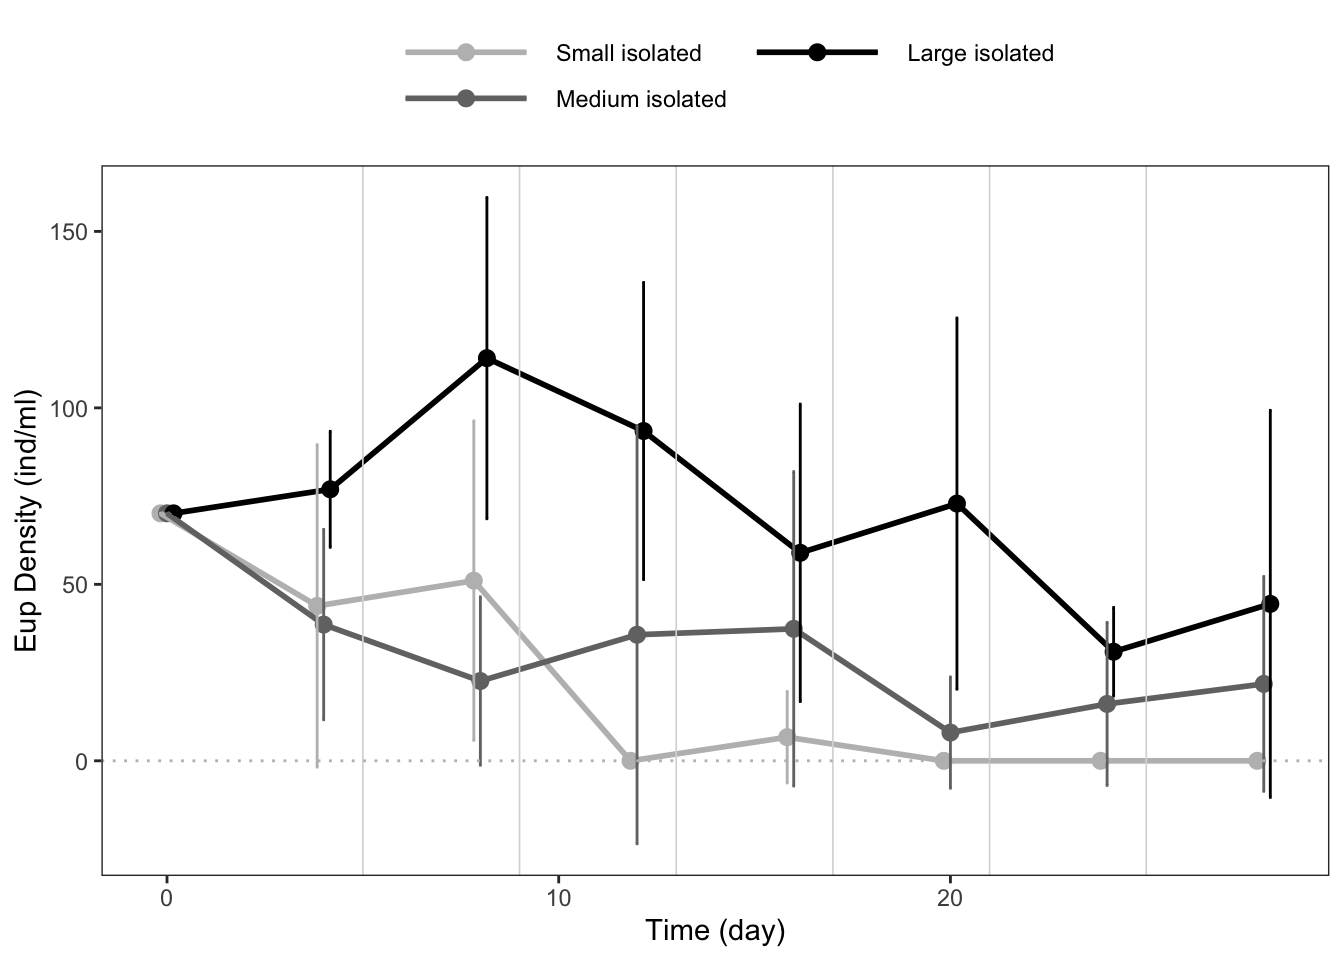 Small isolated
Large isolated
Medium isolated
150
100
50
0
Eup Density (ind/ml)
0
10
20
Time (day)